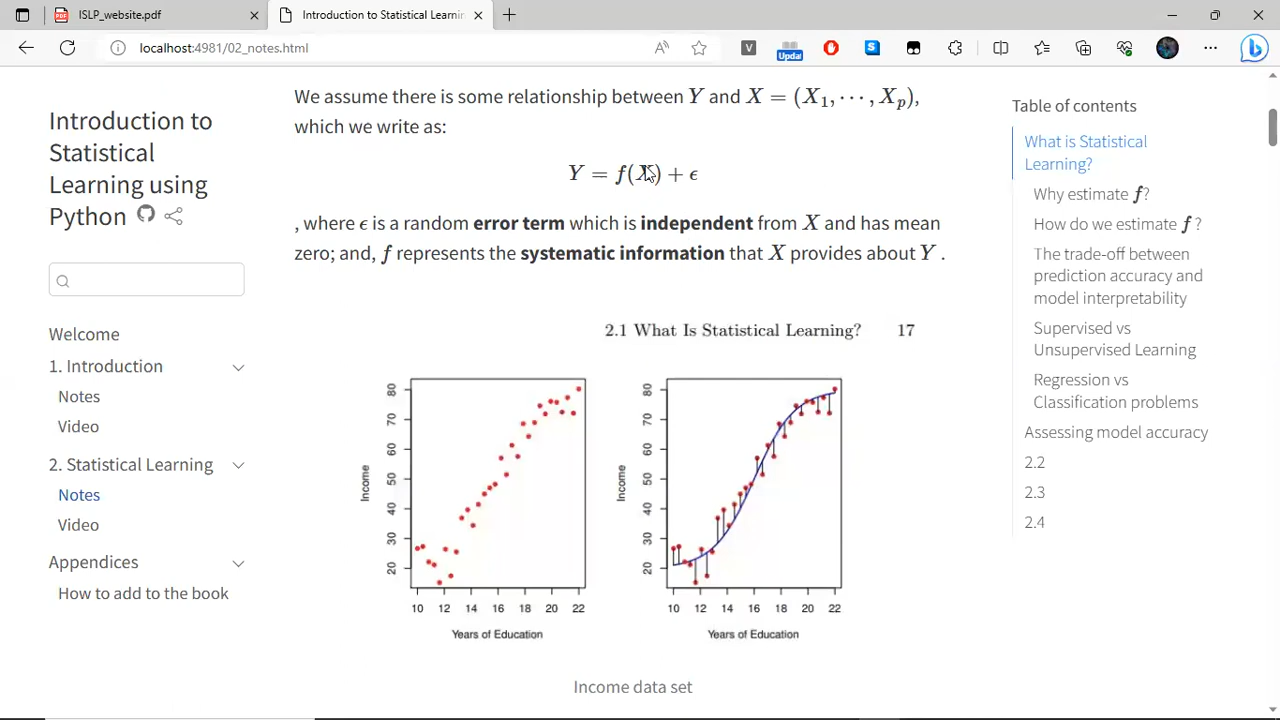 ISLP_website.pdf
Introduction to Statistical Learnin
localhost:4981/02_notes.html
Updat
Introduction to
Statistical
Learning using
Python
Welcome
1. Introduction
Notes
Video
2. Statistical Learning
Notes
Video
Appendices
How to add to the book
We assume there is some relationship between Y and X = (X₁, ⋯, Xₚ),
which we write as:
Y = f(X) + ϵ
, where ϵ is a random error term which is independent from X and has mean
zero; and, f represents the systematic information that X provides about Y .
2.1 What Is Statistical Learning? 17
Income
80
70
60
50
40
30
20
10 12 14 16 18 20 22
Years of Education
Income
80
70
60
50
40
30
20
10 12 14 16 18 20 22
Years of Education
Income data set
Table of contents
What is Statistical
Learning?
Why estimate f?
How do we estimate f ?
The trade-off between
prediction accuracy and
model interpretability
Supervised vs
Unsupervised Learning
Regression vs
Classification problems
Assessing model accuracy
2.2
2.3
2.4